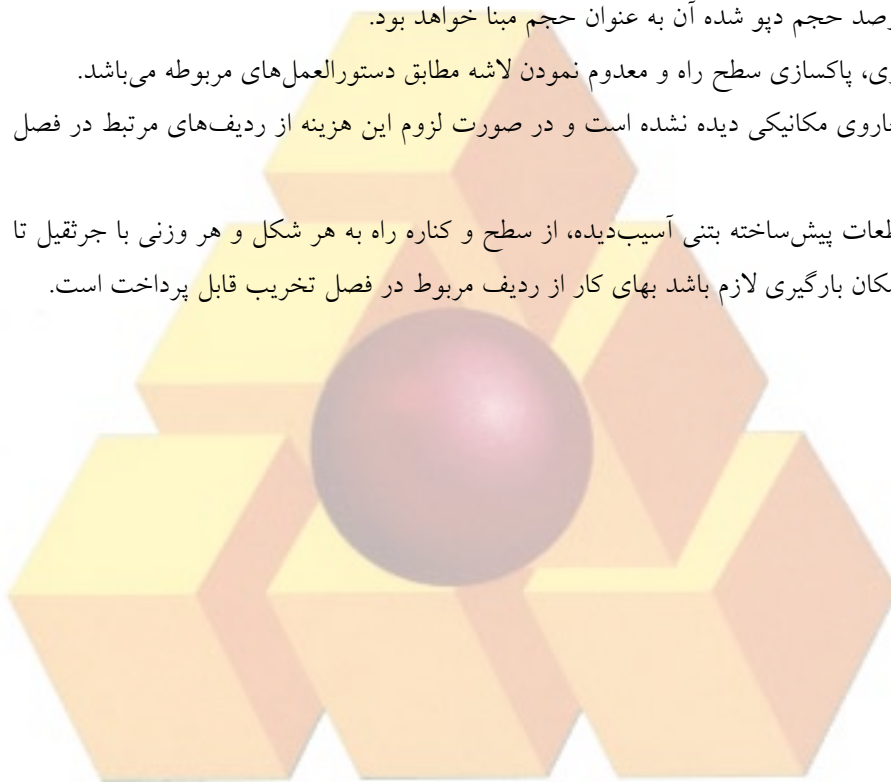 رصد حجم دپو شده آن به عنوان حجم مبنا خواهد بود.
ی، پاکسازی سطح راه و معدوم نمودن لاشه مطابق دستورالعمل‌های مربوطه می‌باشد.
اروی مکانیکی دیده نشده است و در صورت لزوم این هزینه از ردیف‌های مرتبط در فصل
طعات پیش‌ساخته بتنی آسیب‌دیده، از سطح و کناره راه به هر شکل و هر وزنی با جرثقیل تا
کان بارگیری لازم باشد بهای کار از ردیف مربوط در فصل تخریب قابل پرداخت است.